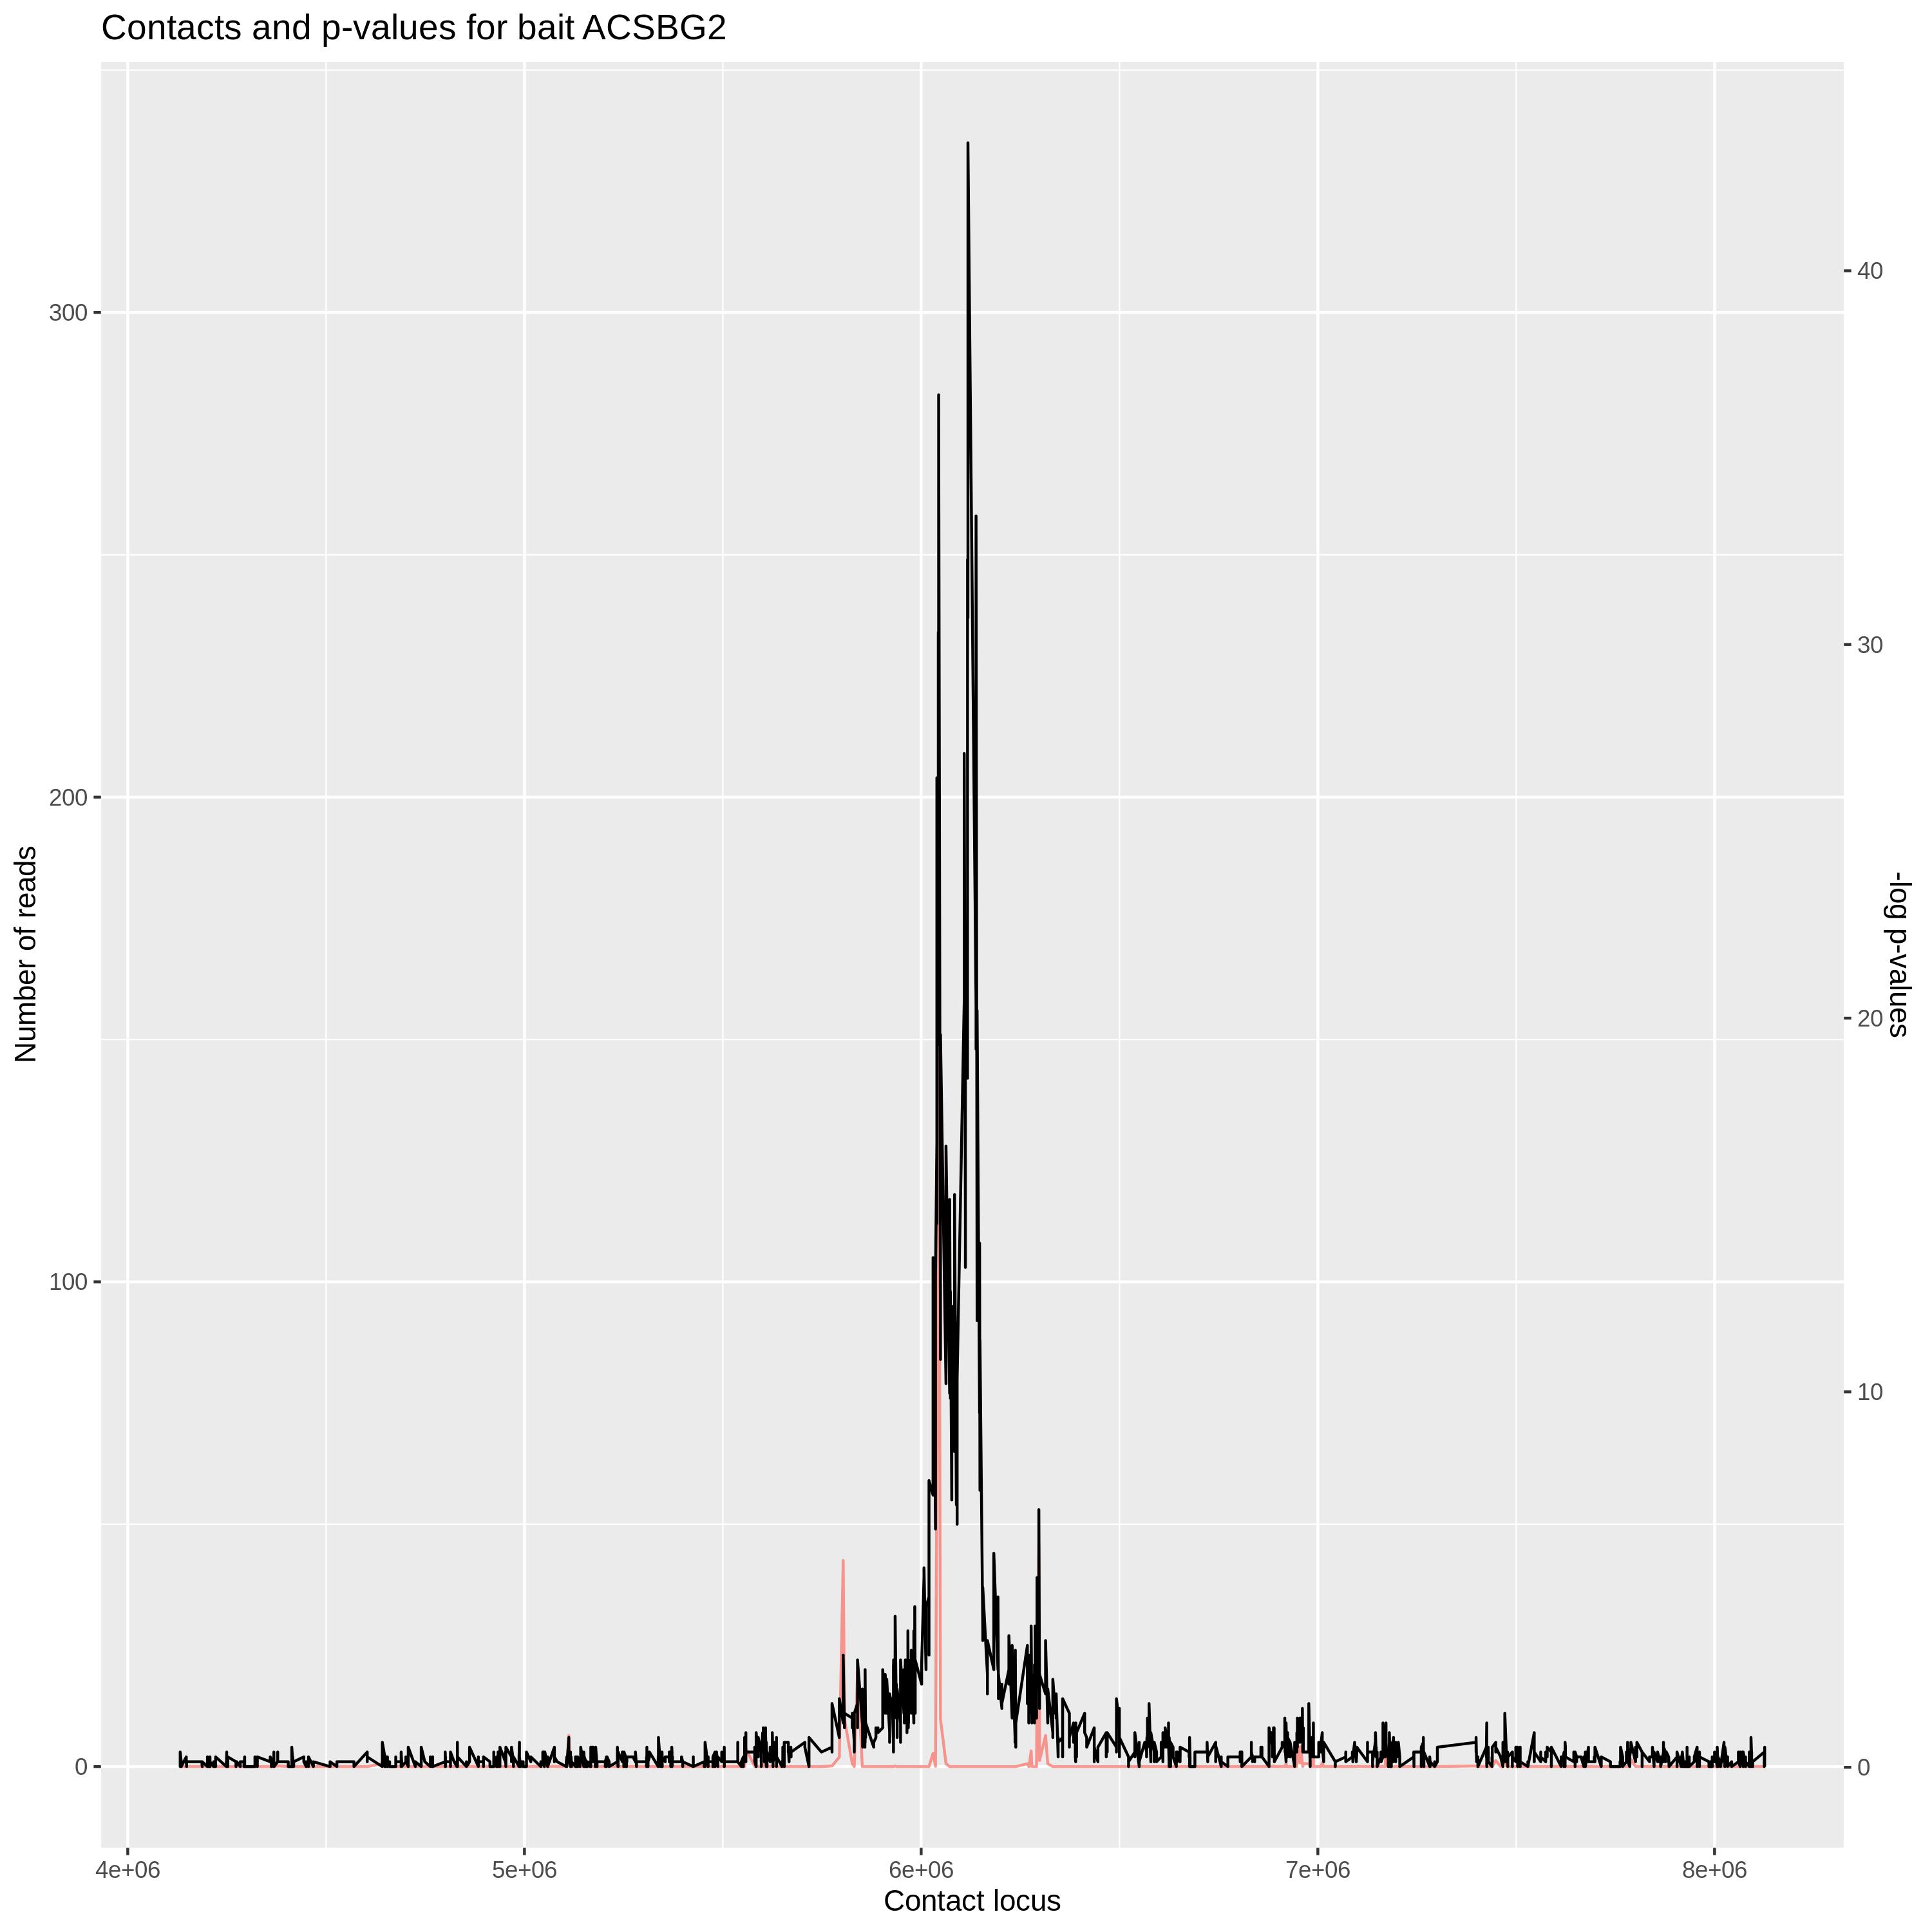 Contacts and p-values for bait ACSBG2
Number of reads
300
200
100
0
40
30
20
10
0
-log p-values
4e+06 5e+06 6e+06 7e+06 8e+06
Contact locus